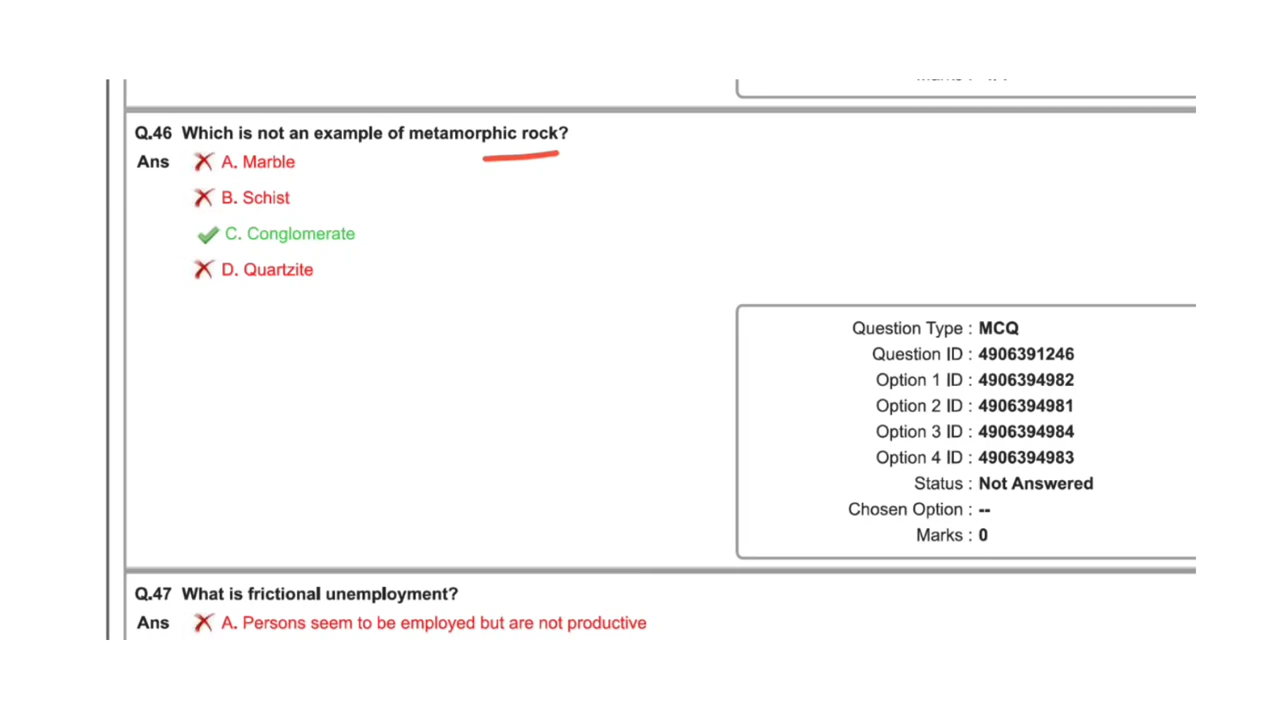 Q.46 Which is not an example of metamorphic rock?
Ans A. Marble
B. Schist
C. Conglomerate
D. Quartzite
Question Type : MCQ
Question ID : 4906391246
Option 1 ID : 4906394982
Option 2 ID : 4906394981
Option 3 ID : 4906394984
Option 4 ID : 4906394983
Status : Not Answered
Chosen Option : --
Marks : 0
Q.47 What is frictional unemployment?
Ans A. Persons seem to be employed but are not productive